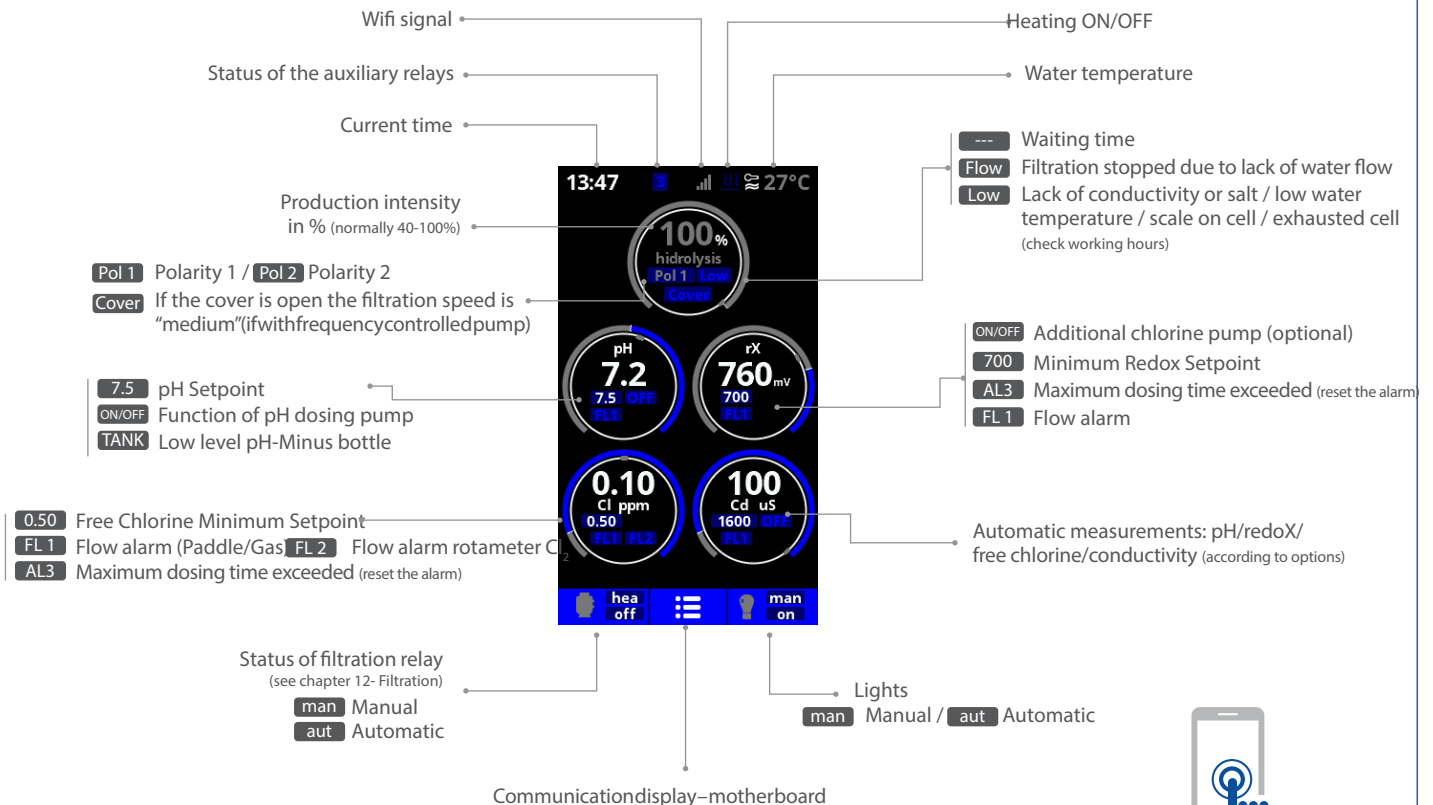 Wifi signal
Heating ON/OFF
Status of the auxiliary relays
Water temperature
Current time
--- Waiting time
Flow Filtration stopped due to lack of water flow
Low Lack of conductivity or salt / low water
temperature / scale on cell / exhausted cell
(check working hours)
Production intensity
in % (normally 40-100%)
Pol 1 Polarity 1 / Pol 2 Polarity 2
Cover If the cover is open the filtration speed is
“medium”(ifwithfrequencycontrolledpump)
13:47 3 27°C
100%
hidrolysis
Pol 1 Low
Cover
pH
7.2
7.5 OFF
FL1
rX
760mV
700
FL1
0.10
Cl ppm
0.50
FL1 FL2
100
Cd uS
1600 OFF
FL1
hea
off
man
on
7.5 pH Setpoint
ON/OFF Function of pH dosing pump
TANK Low level pH-Minus bottle
ON/OFF Additional chlorine pump (optional)
700 Minimum Redox Setpoint
AL3 Maximum dosing time exceeded (reset the alarm)
FL 1 Flow alarm
0.50 Free Chlorine Minimum Setpoint
FL 1 Flow alarm (Paddle/Gas) FL 2 Flow alarm rotameter Cl2
AL3 Maximum dosing time exceeded (reset the alarm)
Automatic measurements: pH/redoX/
free chlorine/conductivity (according to options)
Status of filtration relay
(see chapter 12- Filtration)
man Manual
aut Automatic
Lights
man Manual / aut Automatic
Communicationdisplay–motherboard